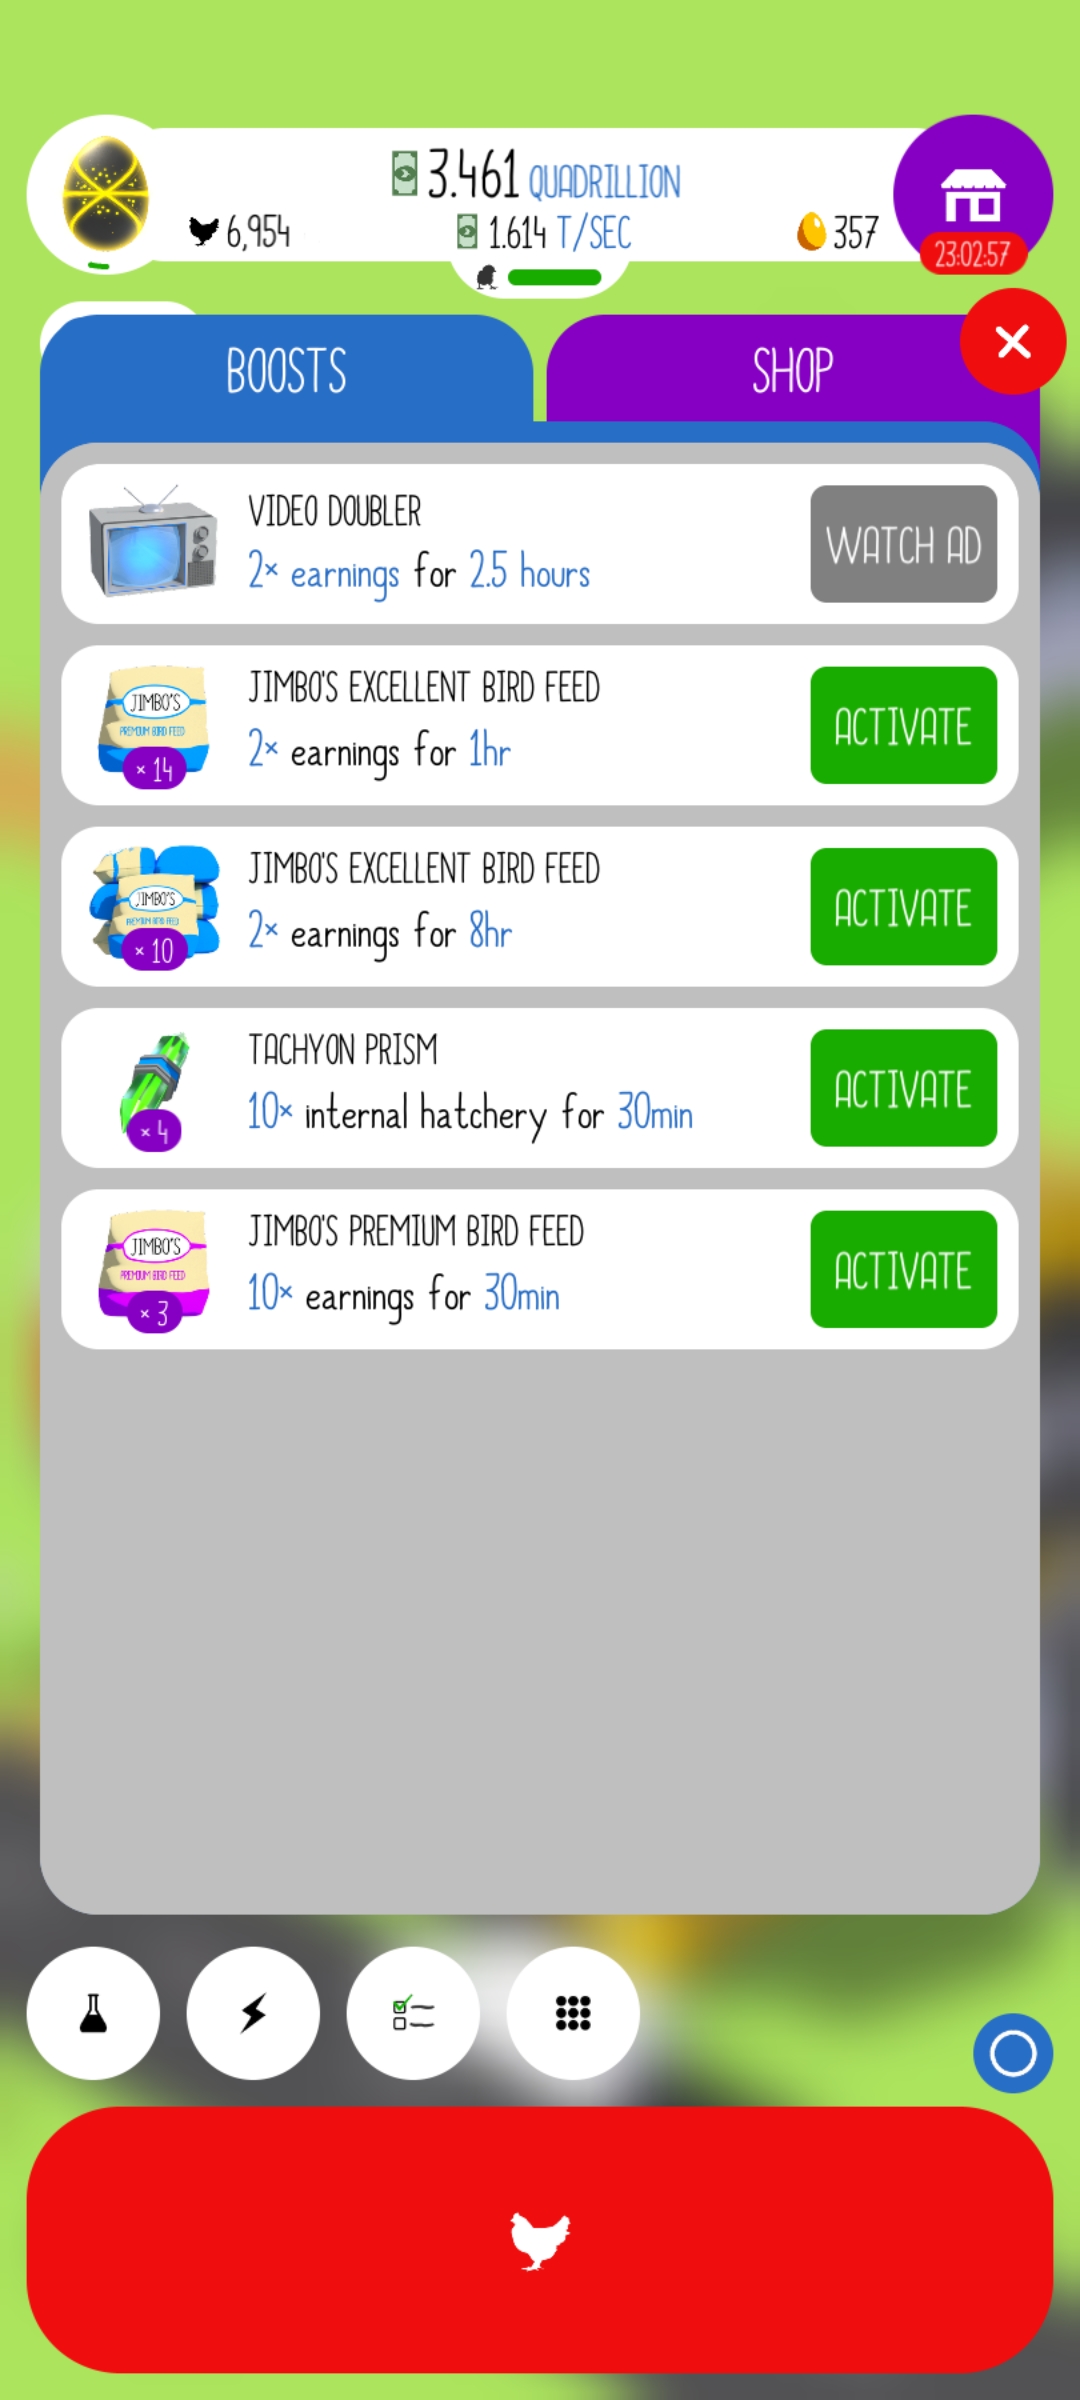 3.461 QUADRILLION
6,954
1.614 T/SEC
357
23:02:57
BOOSTS
SHOP
VIDEO DOUBLER
2× earnings for 2.5 hours
WATCH AD
JIMBO'S
PREMIUM BIRD FEED
× 14
JIMBO'S EXCELLENT BIRD FEED
2× earnings for 1hr
ACTIVATE
JIMBO'S
PREMIUM BIRD FEED
× 10
JIMBO'S EXCELLENT BIRD FEED
2× earnings for 8hr
ACTIVATE
× 4
TACHYON PRISM
10× internal hatchery for 30min
ACTIVATE
JIMBO'S
PREMIUM BIRD FEED
× 3
JIMBO'S PREMIUM BIRD FEED
10× earnings for 30min
ACTIVATE